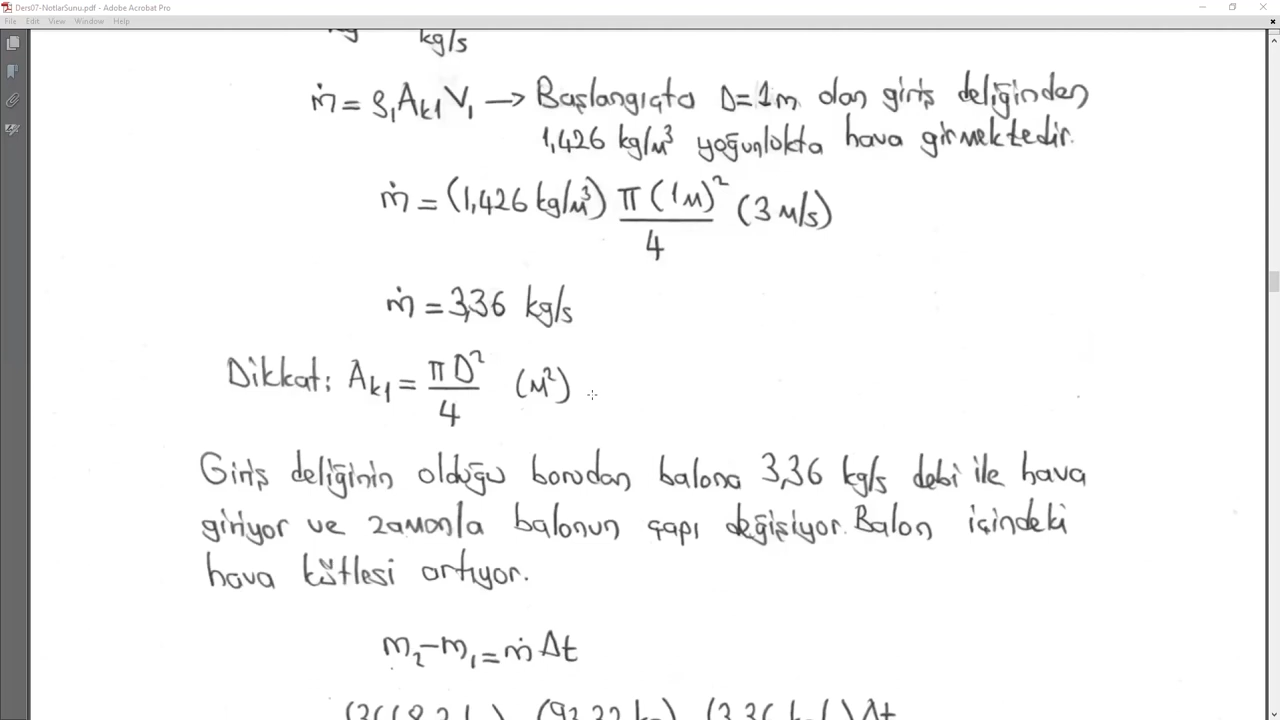 Ders07-NotlarSunu.pdf - Adobe Acrobat Pro
File Edit View Window Help
kg/s
ṁ = ρ₁A_k1 V₁ → Başlangıçta D=1m olan giriş deliğinden
1,426 kg/m³ yoğunlukta hava girmektedir.
ṁ = (1,426 kg/m³) π(1m)²/4 (3 m/s)
ṁ = 3,36 kg/s
Dikkat: A_k1 = πD²/4 (m²)
Giriş deliğinin olduğu borudan balona 3,36 kg/s debi ile hava
giriyor ve zamanla balonun çapı değişiyor. Balon içindeki
hava kütlesi artıyor.
m₂-m₁ = ṁ Δt